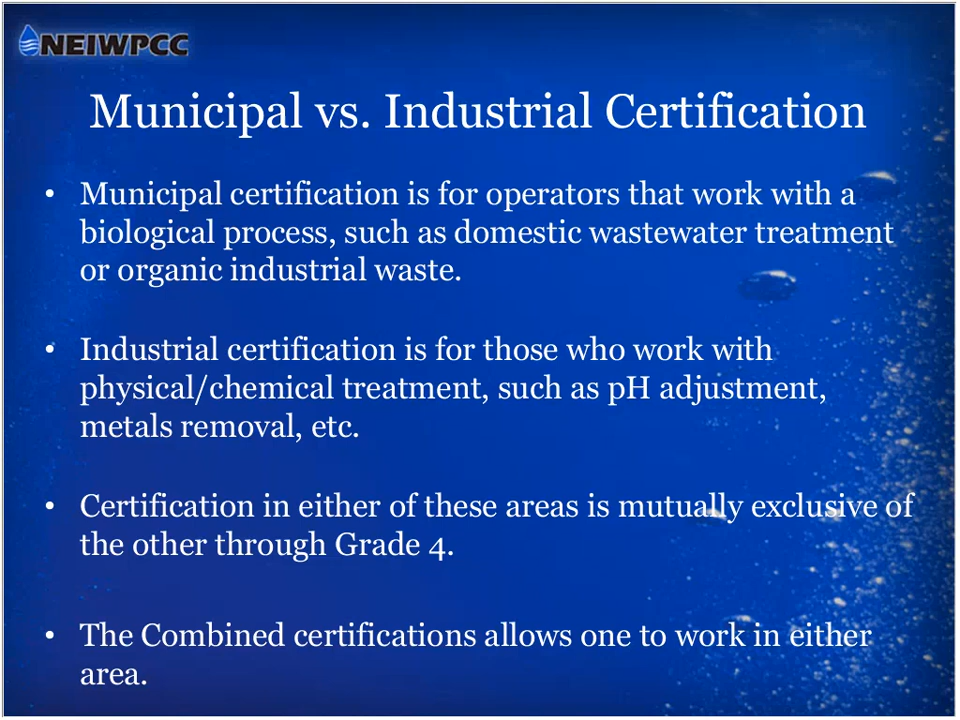 NEIWPCC
Municipal vs. Industrial Certification
• Municipal certification is for operators that work with a
biological process, such as domestic wastewater treatment
or organic industrial waste.
• Industrial certification is for those who work with
physical/chemical treatment, such as pH adjustment,
metals removal, etc.
• Certification in either of these areas is mutually exclusive of
the other through Grade 4.
• The Combined certifications allows one to work in either
area.